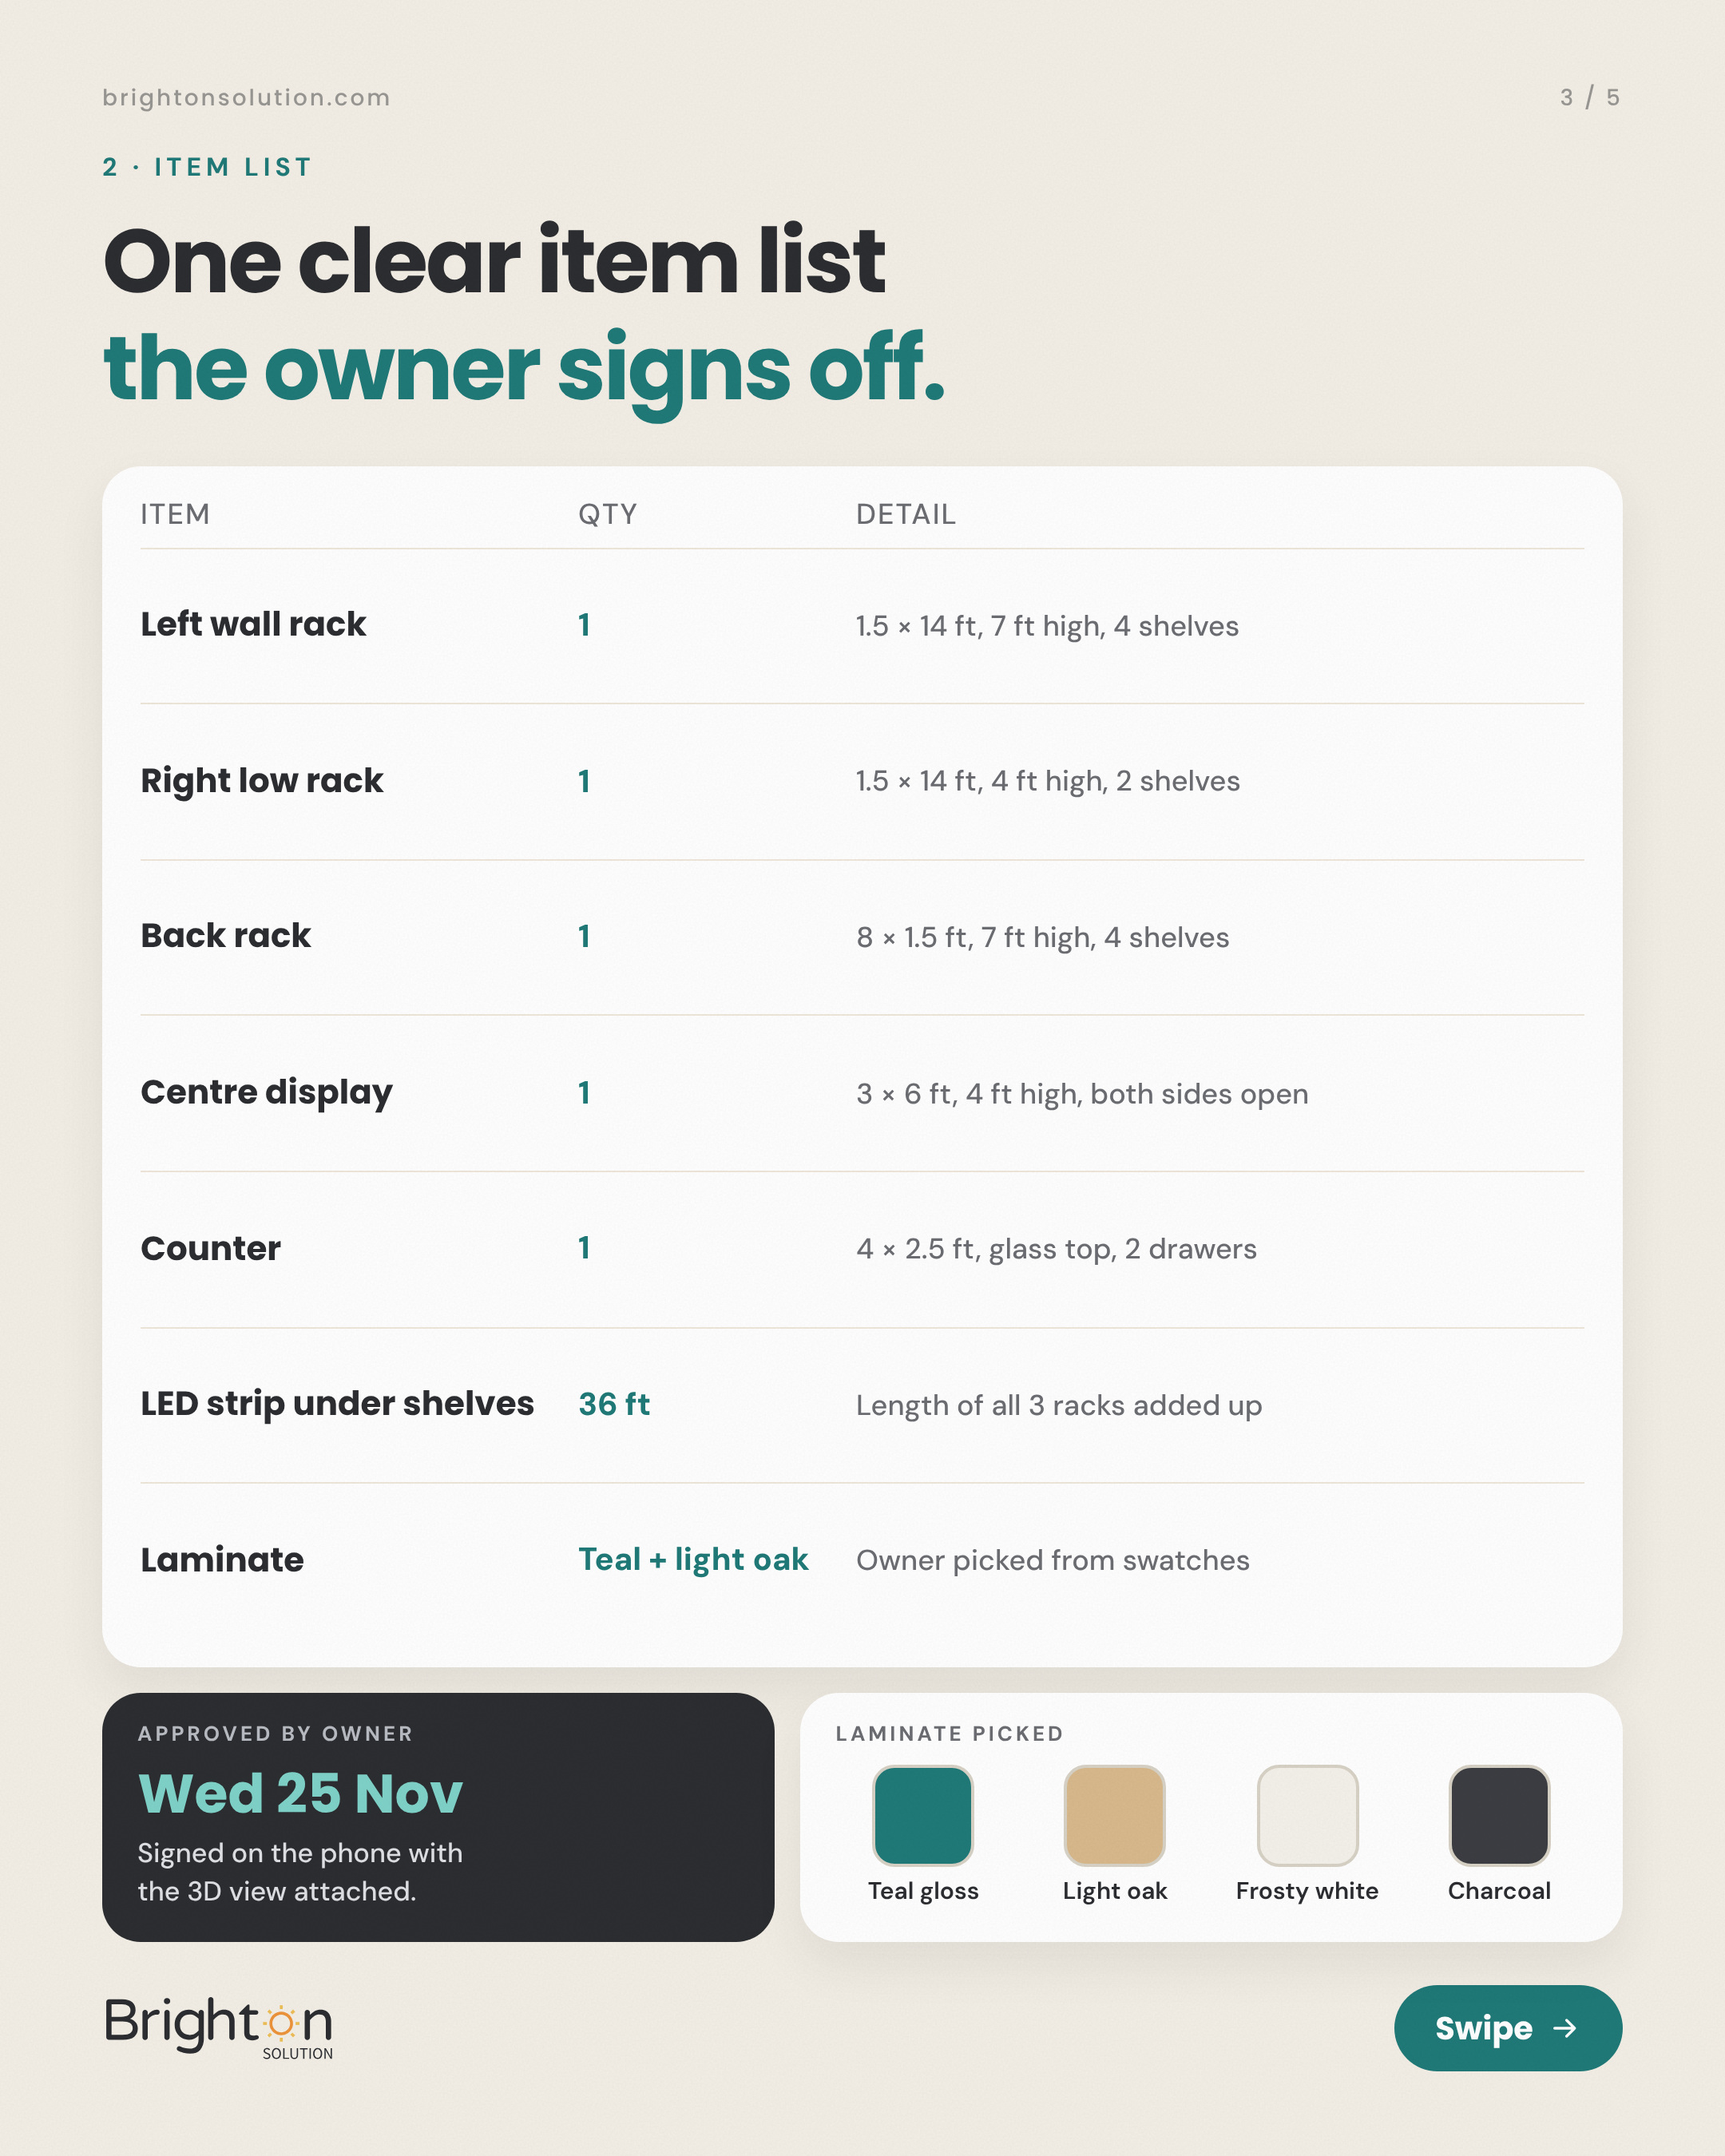 brightonsolution.com
3 / 5
2 · ITEM LIST
One clear item list
the owner signs off.
ITEM QTY DETAIL
Left wall rack 1 1.5 × 14 ft, 7 ft high, 4 shelves
Right low rack 1 1.5 × 14 ft, 4 ft high, 2 shelves
Back rack 1 8 × 1.5 ft, 7 ft high, 4 shelves
Centre display 1 3 × 6 ft, 4 ft high, both sides open
Counter 1 4 × 2.5 ft, glass top, 2 drawers
LED strip under shelves 36 ft Length of all 3 racks added up
Laminate Teal + light oak Owner picked from swatches
APPROVED BY OWNER
Wed 25 Nov
Signed on the phone with
the 3D view attached.
LAMINATE PICKED
Teal gloss Light oak Frosty white Charcoal
Brighton
SOLUTION
Swipe →